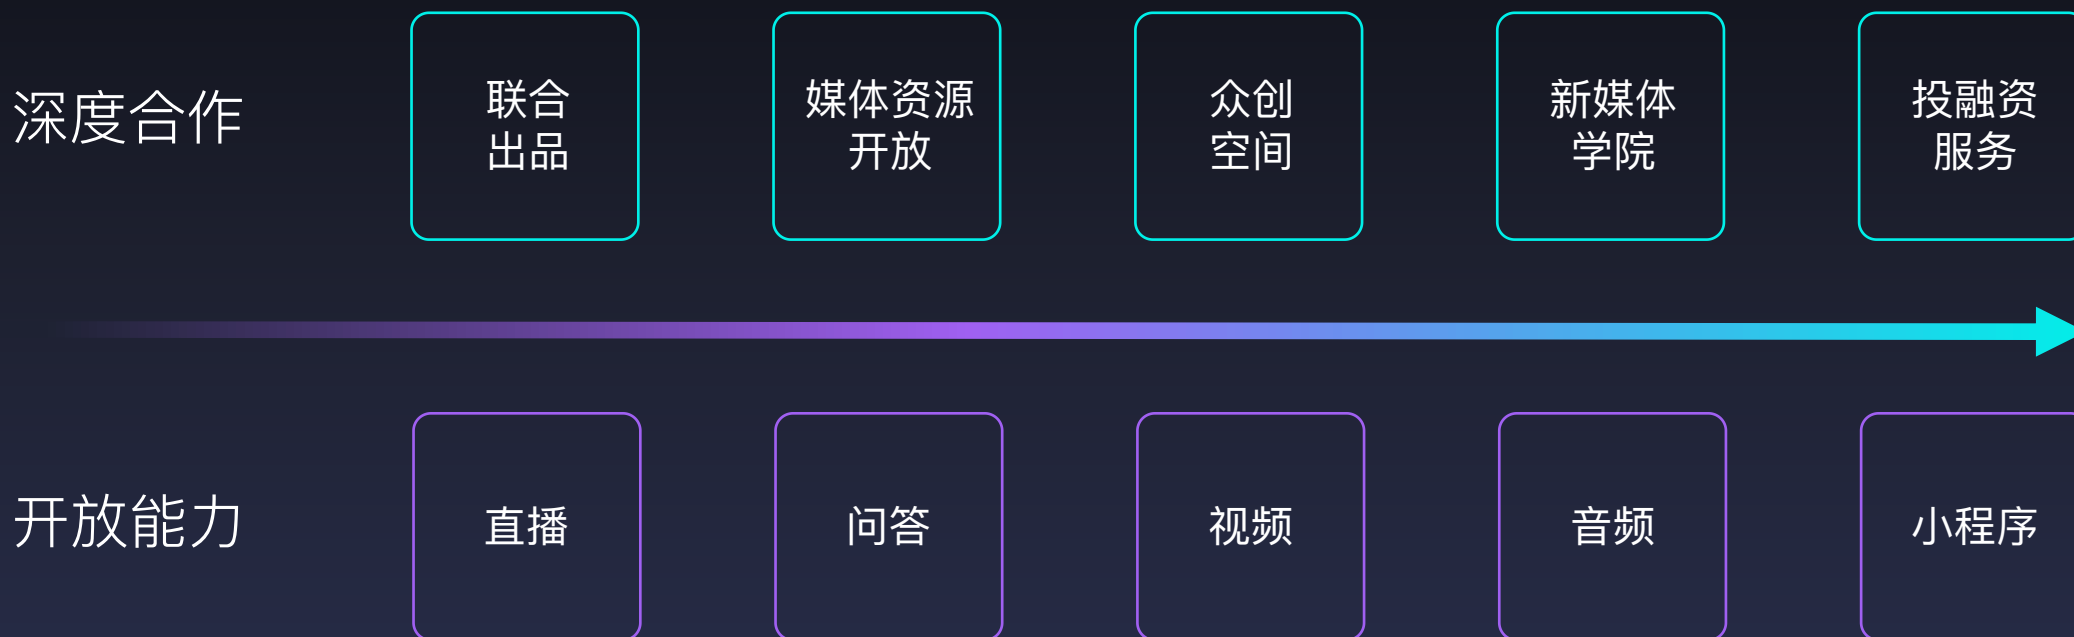 深度合作
联合
出品
媒体资源
开放
众创
空间
新媒体
学院
投融资
服务
开放能力
直播
问答
视频
音频
小程序